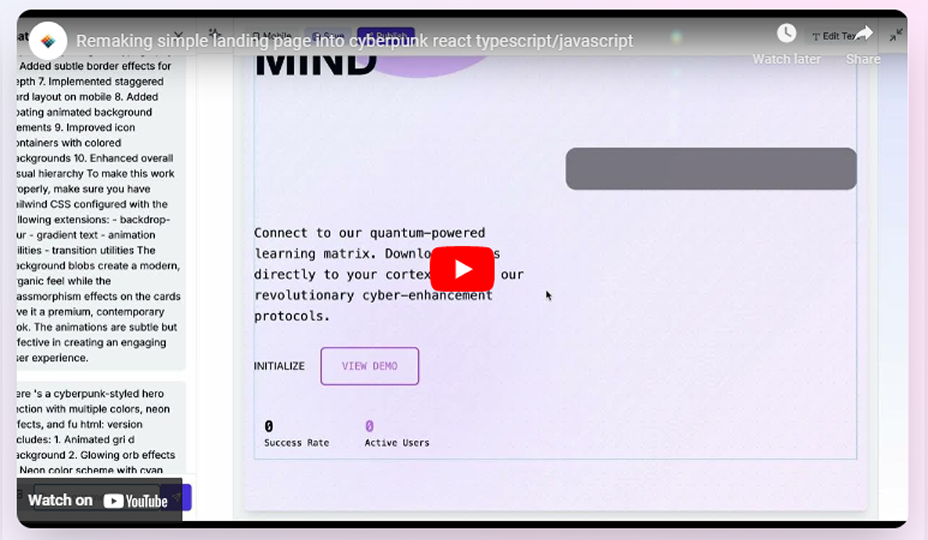 Remaking simple landing page into cyberpunk react typescript/javascript
Mobile
Save
Publish
Edit Text
Watch later
Share
Added subtle border effects for
epth 7. Implemented staggered
ard layout on mobile 8. Added
oating animated background
ements 9. Improved icon
ontainers with colored
ackgrounds 10. Enhanced overall
sual hierarchy To make this work
operly, make sure you have
ailwind CSS configured with the
llowing extensions: - backdrop-
ur - gradient text - animation
ilities - transition utilities The
ackground blobs create a modern,
rganic feel while the
assmorphism effects on the cards
ve it a premium, contemporary
ok. The animations are subtle but
fective in creating an engaging
ser experience.
ere 's a cyberpunk-styled hero
ection with multiple colors, neon
fects, and fu html: version
cludes: 1. Animated gri d
ackground 2. Glowing orb effects
Neon color scheme with cyan
Watch on YouTube
MIND
Connect to our quantum-powered
learning matrix. Downlo s
directly to your cortex our
revolutionary cyber-enhancement
protocols.
INITIALIZE
VIEW DEMO
0
Success Rate
0
Active Users